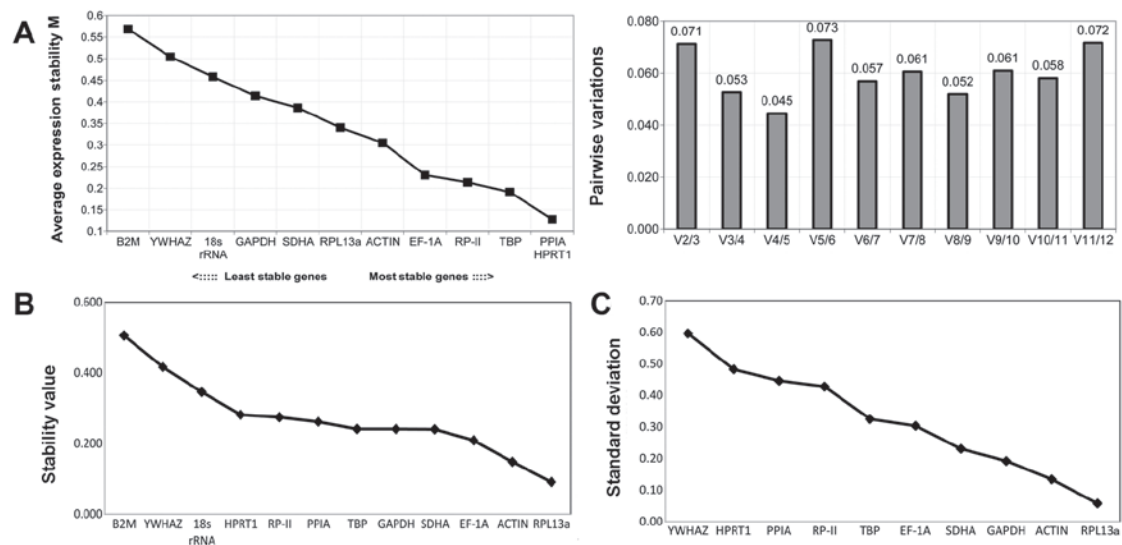 A
Average expression stability M
0.6
0.55
0.5
0.45
0.4
0.35
0.3
0.25
0.2
0.15
0.1
B2M YWHAZ 18s rRNA GAPDH SDHA RPL13a ACTIN EF-1A RP-II TBP PPIA HPRT1
<::::: Least stable genes Most stable genes ::::>
Pairwise variations
0.080
0.060
0.040
0.020
0.000
0.071 0.053 0.045 0.073 0.057 0.061 0.052 0.061 0.058 0.072
V2/3 V3/4 V4/5 V5/6 V6/7 V7/8 V8/9 V9/10 V10/11 V11/12
B
Stability value
0.600
0.400
0.200
0.000
B2M YWHAZ 18s rRNA HPRT1 RP-II PPIA TBP GAPDH SDHA EF-1A ACTIN RPL13a
C
Standard deviation
0.70
0.60
0.50
0.40
0.30
0.20
0.10
0.00
YWHAZ HPRT1 PPIA RP-II TBP EF-1A SDHA GAPDH ACTIN RPL13a